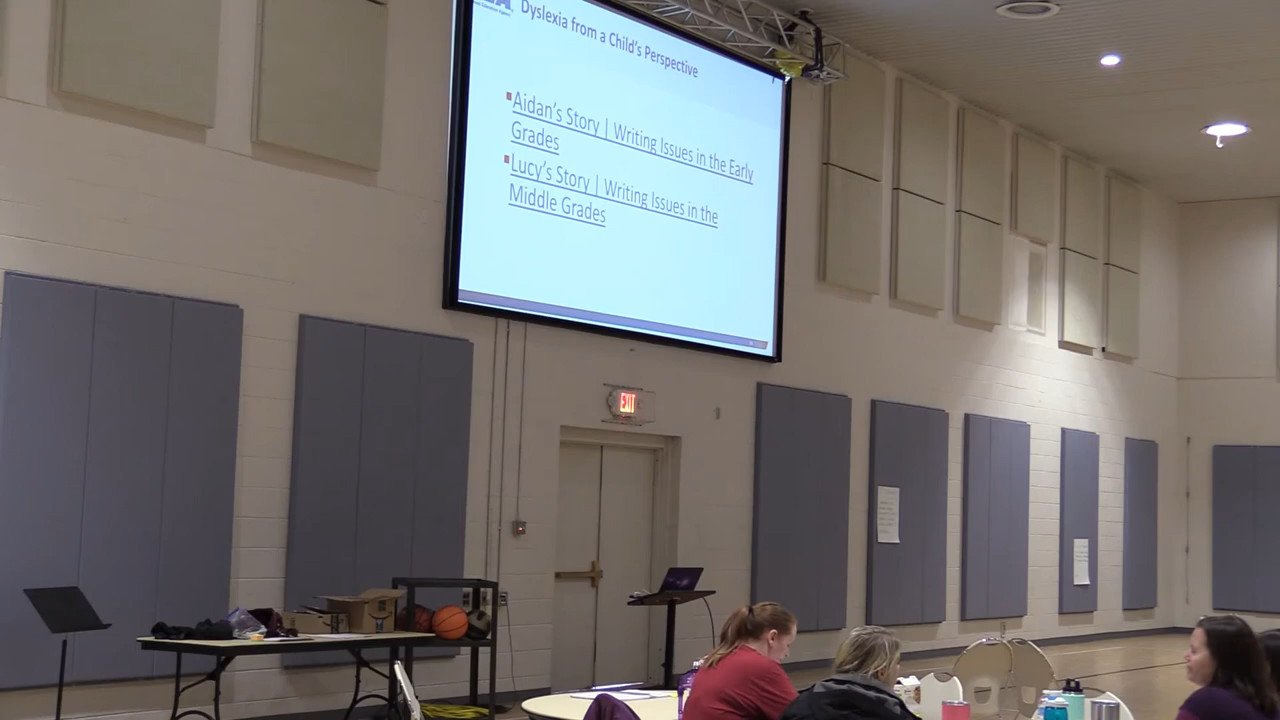 Dyslexia from a Child's Perspective
Aidan's Story | Writing Issues in the Early
Grades
Lucy's Story | Writing Issues in the
Middle Grades
EXIT